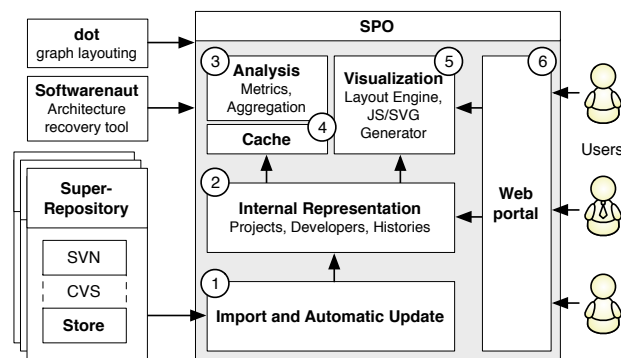 SPO
dot
graph layouting
Softwarenaut
Architecture
recovery tool
Super-
Repository
SVN
CVS
Store
3
Analysis
Metrics,
Aggregation
4
Cache
5
Visualization
Layout Engine,
JS/SVG
Generator
6
Web
portal
2
Internal Representation
Projects, Developers, Histories
1
Import and Automatic Update
Users